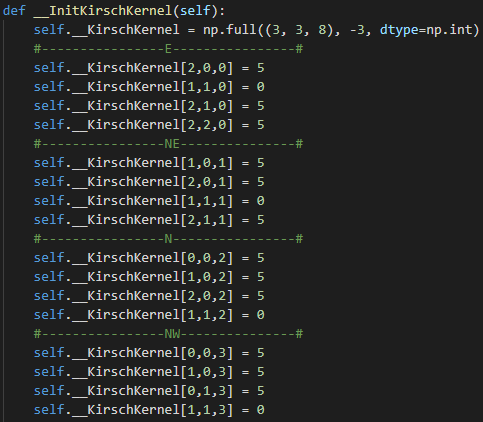 def __InitKirschKernel(self):
    self.__KirschKernel = np.full((3, 3, 8), -3, dtype=np.int)
    #----------------E----------------#
    self.__KirschKernel[2,0,0] = 5
    self.__KirschKernel[1,1,0] = 0
    self.__KirschKernel[2,1,0] = 5
    self.__KirschKernel[2,2,0] = 5
    #----------------NE---------------#
    self.__KirschKernel[1,0,1] = 5
    self.__KirschKernel[2,0,1] = 5
    self.__KirschKernel[1,1,1] = 0
    self.__KirschKernel[2,1,1] = 5
    #----------------N----------------#
    self.__KirschKernel[0,0,2] = 5
    self.__KirschKernel[1,0,2] = 5
    self.__KirschKernel[2,0,2] = 5
    self.__KirschKernel[1,1,2] = 0
    #----------------NW---------------#
    self.__KirschKernel[0,0,3] = 5
    self.__KirschKernel[1,0,3] = 5
    self.__KirschKernel[0,1,3] = 5
    self.__KirschKernel[1,1,3] = 0